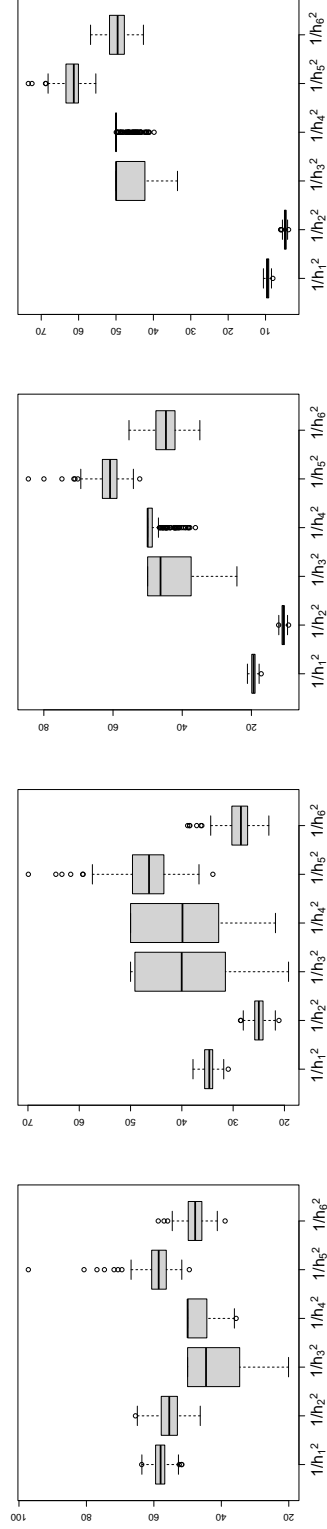 70
60
50
40
30
20
10
1/h₁²
1/h₂²
1/h₃²
1/h₄²
1/h₅²
1/h₆²
80
60
40
20
1/h₁²
1/h₂²
1/h₃²
1/h₄²
1/h₅²
1/h₆²
70
60
50
40
30
20
1/h₁²
1/h₂²
1/h₃²
1/h₄²
1/h₅²
1/h₆²
100
80
60
40
20
1/h₁²
1/h₂²
1/h₃²
1/h₄²
1/h₅²
1/h₆²